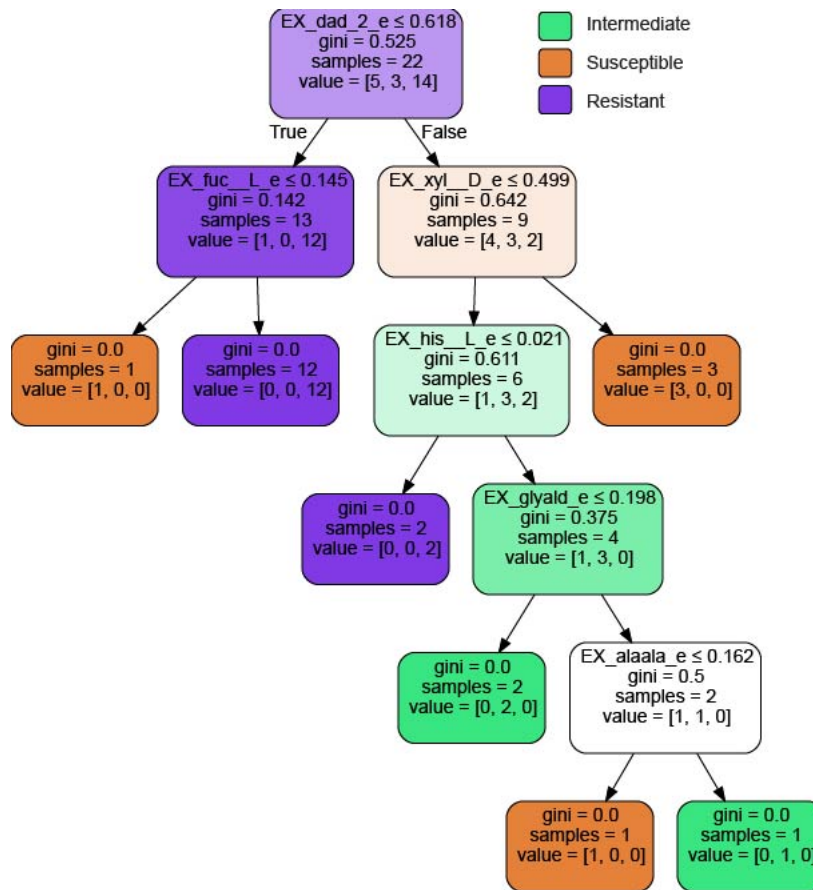 EX_dad_2_e ≤ 0.618
gini = 0.525
samples = 22
value = [5, 3, 14]
Intermediate
Susceptible
Resistant
True
False
EX_fuc__L_e ≤ 0.145
gini = 0.142
samples = 13
value = [1, 0, 12]
EX_xyl__D_e ≤ 0.499
gini = 0.642
samples = 9
value = [4, 3, 2]
gini = 0.0
samples = 1
value = [1, 0, 0]
gini = 0.0
samples = 12
value = [0, 0, 12]
EX_his__L_e ≤ 0.021
gini = 0.611
samples = 6
value = [1, 3, 2]
gini = 0.0
samples = 3
value = [3, 0, 0]
gini = 0.0
samples = 2
value = [0, 0, 2]
EX_glyald_e ≤ 0.198
gini = 0.375
samples = 4
value = [1, 3, 0]
gini = 0.0
samples = 2
value = [0, 2, 0]
EX_alaala_e ≤ 0.162
gini = 0.5
samples = 2
value = [1, 1, 0]
gini = 0.0
samples = 1
value = [1, 0, 0]
gini = 0.0
samples = 1
value = [0, 1, 0]